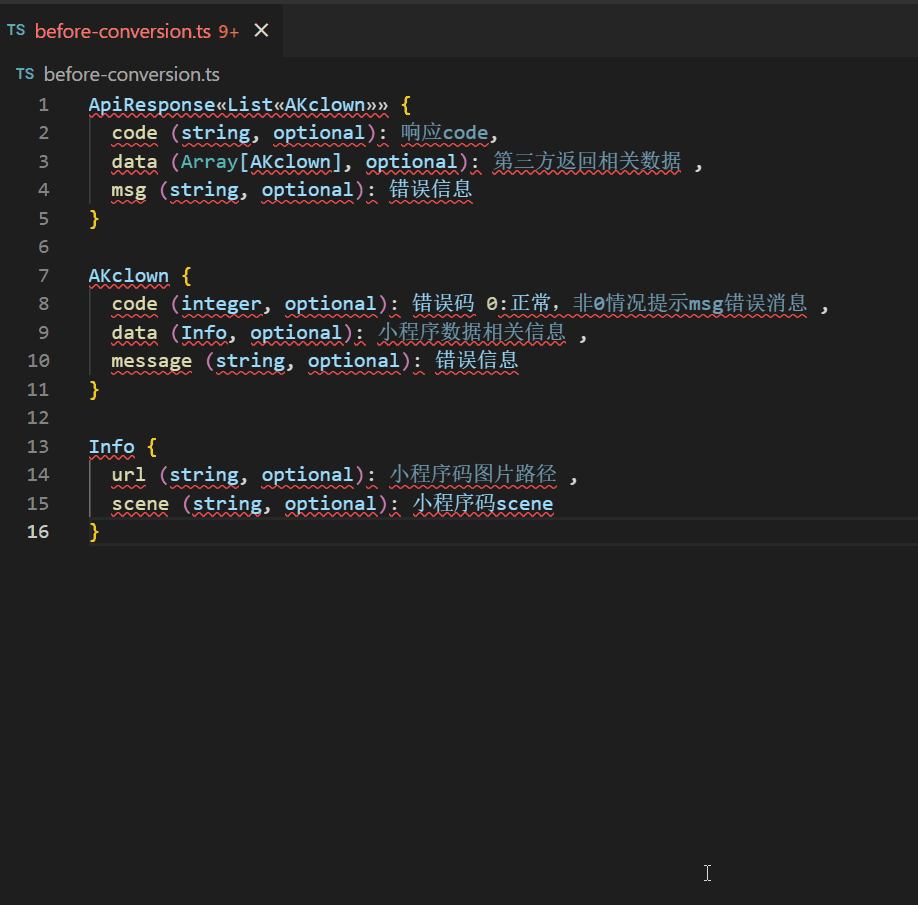 TS before-conversion.ts 9+ ×
TS before-conversion.ts
1 ApiResponse«List«AKclown»» {
2 code (string, optional): 响应code,
3 data (Array[AKclown], optional): 第三方返回相关数据 ,
4 msg (string, optional): 错误信息
5 }
6
7 AKclown {
8 code (integer, optional): 错误码 0:正常，非0情况提示msg错误消息 ,
9 data (Info, optional): 小程序数据相关信息 ,
10 message (string, optional): 错误信息
11 }
12
13 Info {
14 url (string, optional): 小程序码图片路径 ,
15 scene (string, optional): 小程序码scene
16 }